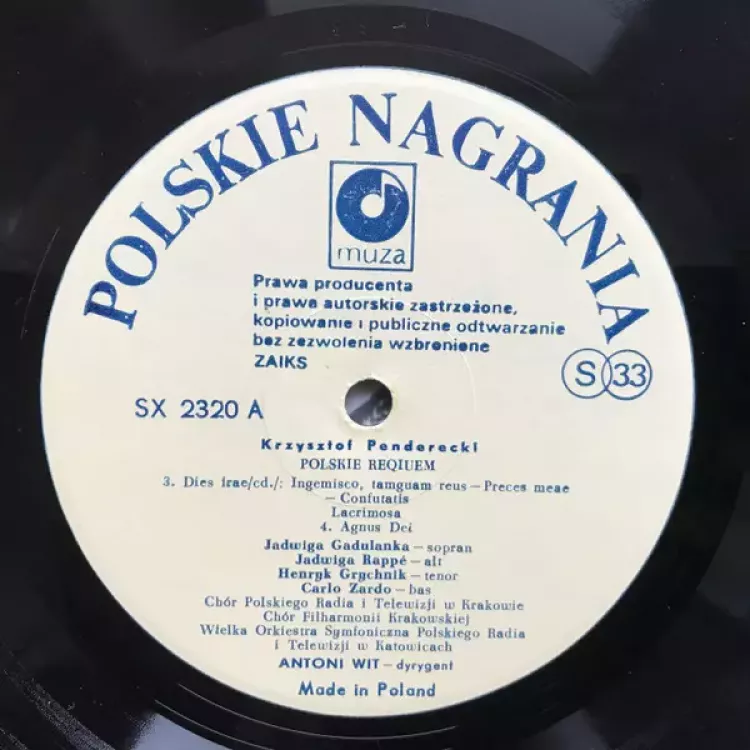 POLSKIE NAGRANIA
muza
Prawa producenta
i prawa autorskie zastrzeżone,
kopiowanie i publiczne odtwarzanie
bez zezwolenia wzbronione
ZAIKS
S 33
SX 2320 A
Krzysztof Penderecki
POLSKIE REQIUEM
3. Dies irae/cd./: Ingemisco, tamguam reus – Preces meae
– Confutatis
Lacrimosa
4. Agnus Dei
Jadwiga Gadulanka – sopran
Jadwiga Rappé – alt
Henryk Grychnik – tenor
Carlo Zardo – bas
Chór Polskiego Radia i Telewizji w Krakowie
Chór Filharmonii Krakowskiej
Wielka Orkiestra Symfoniczna Polskiego Radia
i Telewizji w Katowicach
ANTONI WIT – dyrygent
Made in Poland